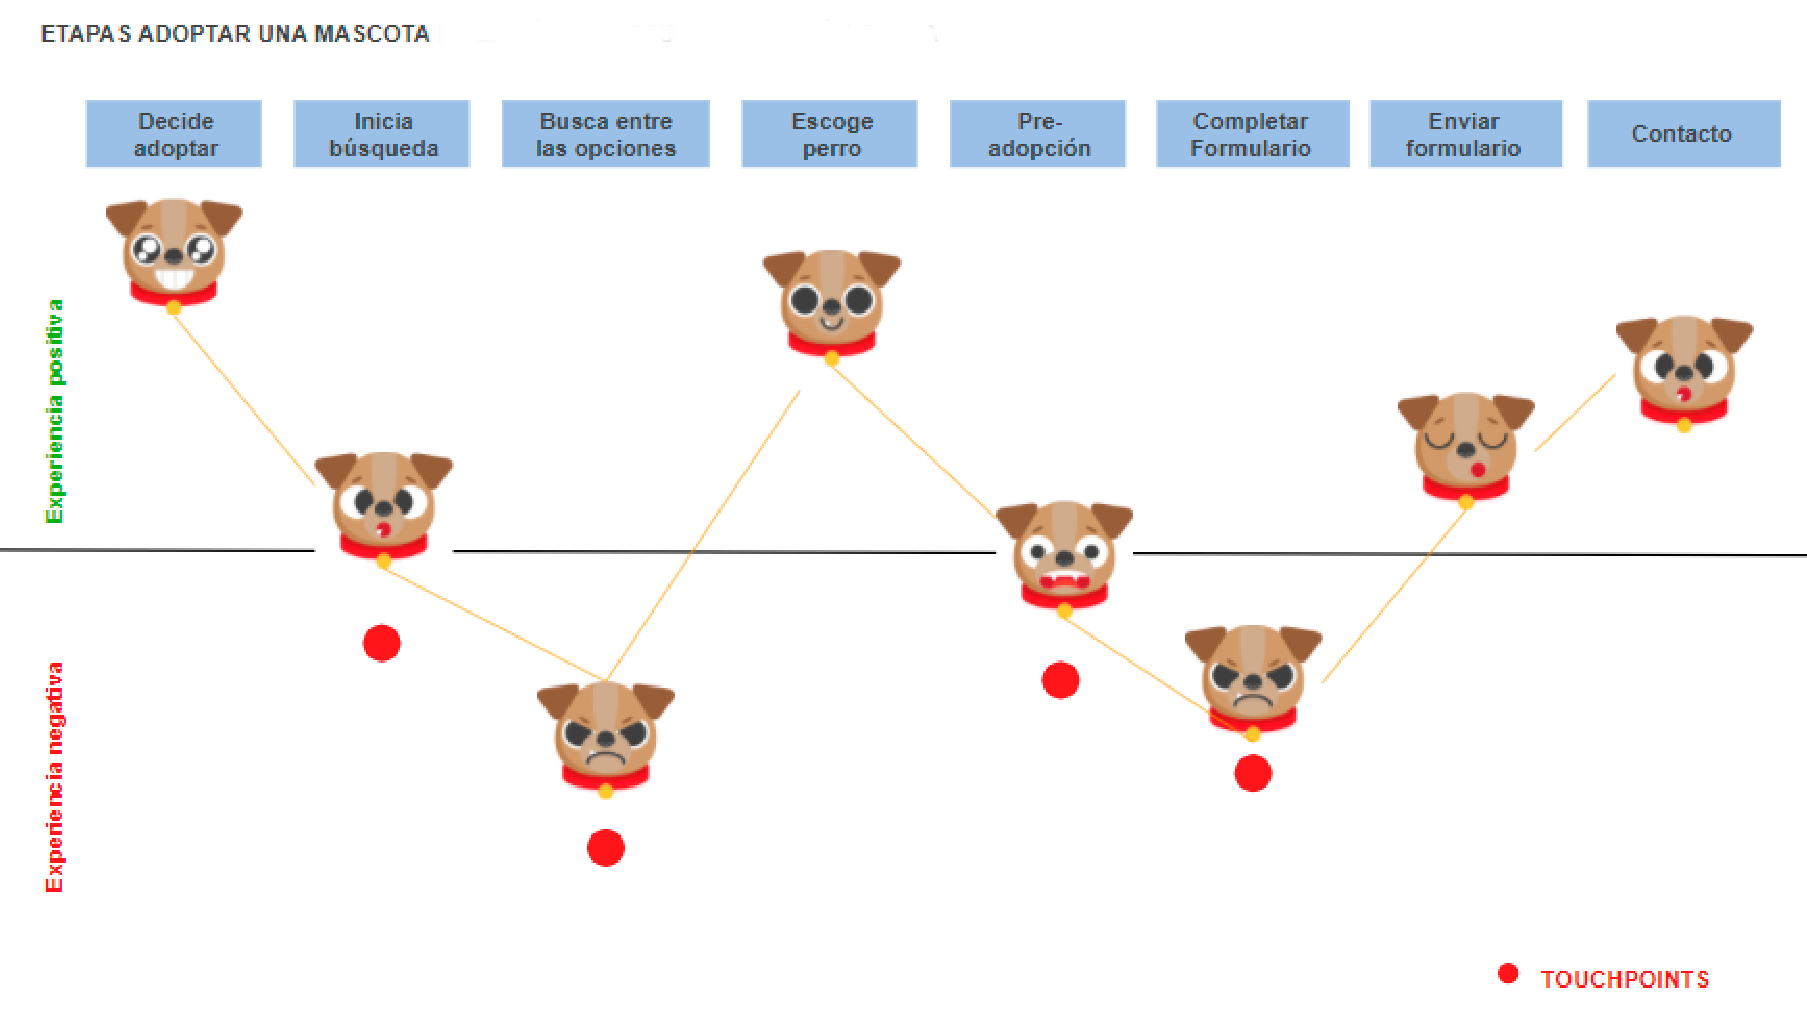 ETAPAS ADOPTAR UNA MASCOTA
Decide
adoptar
Inicia
búsqueda
Busca entre
las opciones
Escoge
perro
Pre-
adopción
Completar
Formulario
Enviar
formulario
Contacto
Experiencia positiva
Experiencia negativa
TOUCHPOINTS